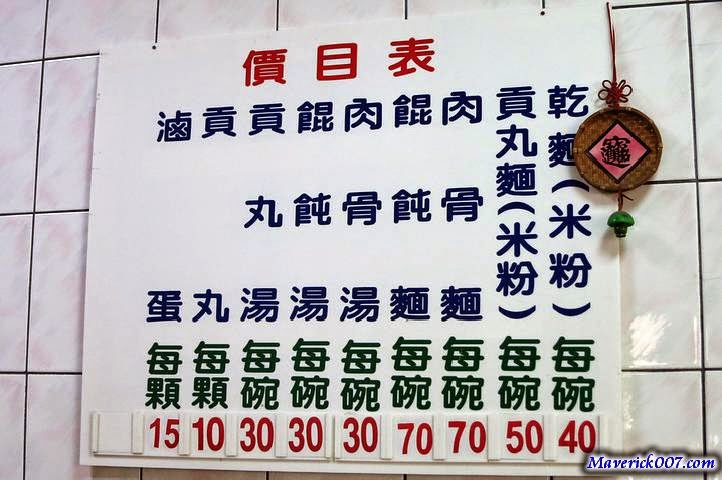 價目表
乾麵(米粉)每碗40
貢丸麵(米粉)每碗50
肉骨麵每碗70
餛飩麵每碗70
肉骨湯每碗30
餛飩湯每碗30
貢丸湯每碗30
貢丸每顆10
滷蛋每顆15
Maverick007.com